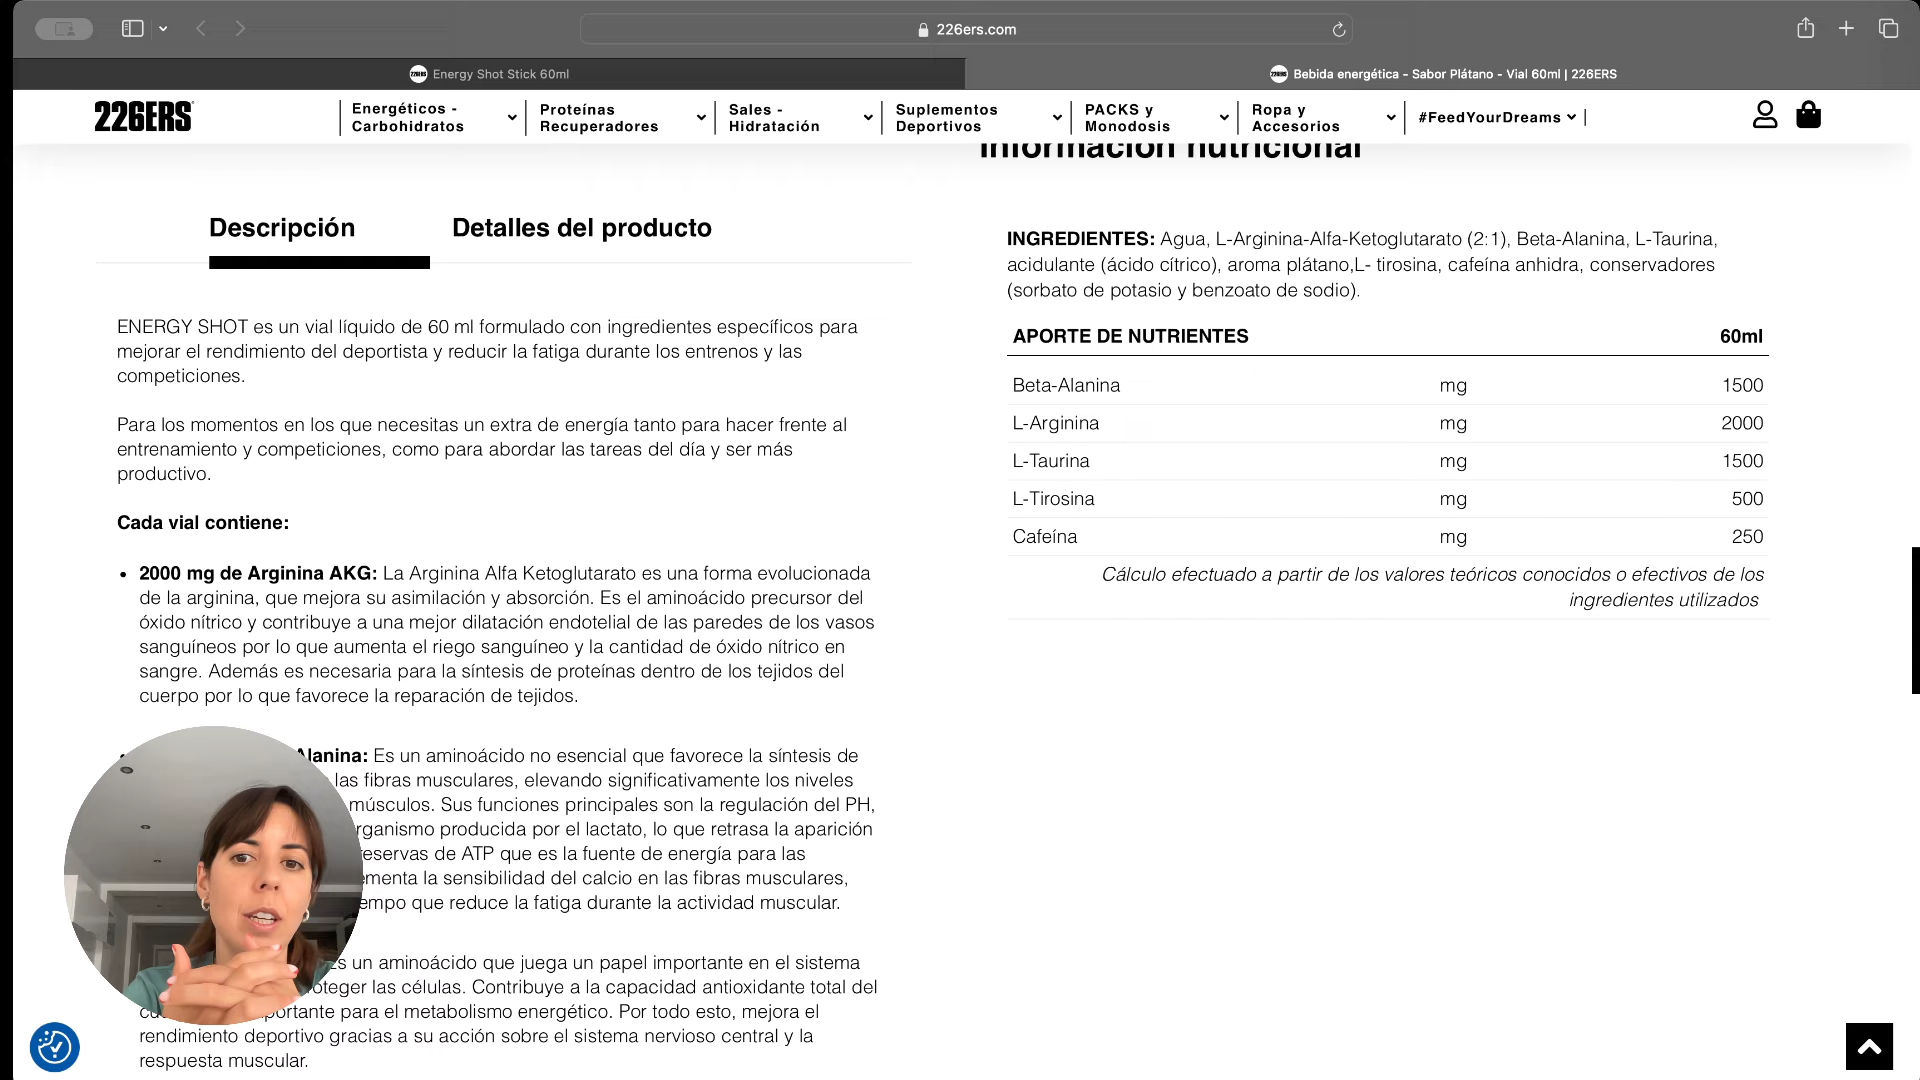 226ers.com
Energy Shot Stick 60ml
Bebida energética - Sabor Plátano - Vial 60ml | 226ERS
226ERS
Energéticos -
Carbohidratos
Proteínas
Recuperadores
Sales -
Hidratación
Suplementos
Deportivos
PACKS y
Monodosis
Ropa y
Accesorios
#FeedYourDreams
Información nutricional
Descripción
Detalles del producto
ENERGY SHOT es un vial líquido de 60 ml formulado con ingredientes específicos para
mejorar el rendimiento del deportista y reducir la fatiga durante los entrenos y las
competiciones.
Para los momentos en los que necesitas un extra de energía tanto para hacer frente al
entrenamiento y competiciones, como para abordar las tareas del día y ser más
productivo.
Cada vial contiene:
• 2000 mg de Arginina AKG: La Arginina Alfa Ketoglutarato es una forma evolucionada
de la arginina, que mejora su asimilación y absorción. Es el aminoácido precursor del
óxido nítrico y contribuye a una mejor dilatación endotelial de las paredes de los vasos
sanguíneos por lo que aumenta el riego sanguíneo y la cantidad de óxido nítrico en
sangre. Además es necesaria para la síntesis de proteínas dentro de los tejidos del
cuerpo por lo que favorece la reparación de tejidos.
Alanina: Es un aminoácido no esencial que favorece la síntesis de
las fibras musculares, elevando significativamente los niveles
músculos. Sus funciones principales son la regulación del PH,
rganismo producida por el lactato, lo que retrasa la aparición
reservas de ATP que es la fuente de energía para las
ementa la sensibilidad del calcio en las fibras musculares,
empo que reduce la fatiga durante la actividad muscular.
Es un aminoácido que juega un papel importante en el sistema
roteger las células. Contribuye a la capacidad antioxidante total del
portante para el metabolismo energético. Por todo esto, mejora el
rendimiento deportivo gracias a su acción sobre el sistema nervioso central y la
respuesta muscular.
INGREDIENTES: Agua, L-Arginina-Alfa-Ketoglutarato (2:1), Beta-Alanina, L-Taurina,
acidulante (ácido cítrico), aroma plátano,L- tirosina, cafeína anhidra, conservadores
(sorbato de potasio y benzoato de sodio).
APORTE DE NUTRIENTES 60ml
Beta-Alanina mg 1500
L-Arginina mg 2000
L-Taurina mg 1500
L-Tirosina mg 500
Cafeína mg 250
Cálculo efectuado a partir de los valores teóricos conocidos o efectivos de los
ingredientes utilizados